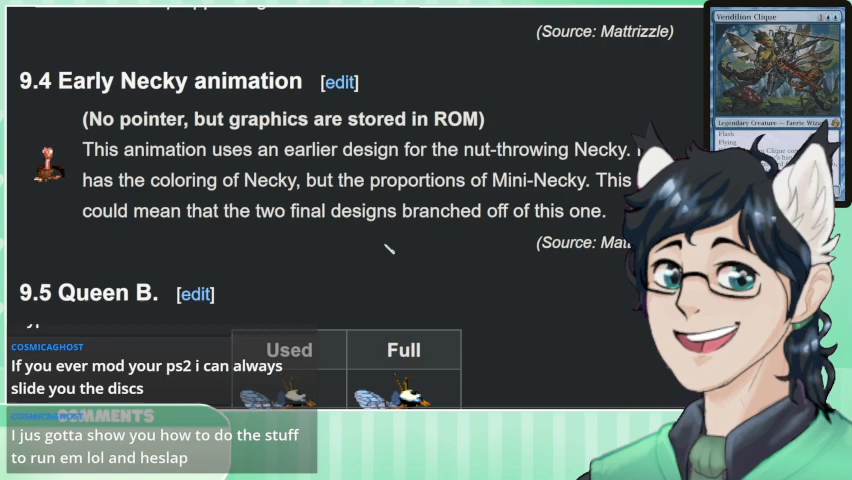 (Source: Mattrizzle)
9.4 Early Necky animation [edit]
(No pointer, but graphics are stored in ROM)
This animation uses an earlier design for the nut-throwing Necky.
has the coloring of Necky, but the proportions of Mini-Necky. This
could mean that the two final designs branched off of this one.
(Source: Mat
9.5 Queen B. [edit]
Used Full
COSMICAGHOST
If you ever mod your ps2 i can always
slide you the discs
COSMICAGHOST
COMMENTS
I jus gotta show you how to do the stuff
to run em lol and heslap
Vendilion Clique
Legendary Creature — Faerie Wizard
Flash
Flying